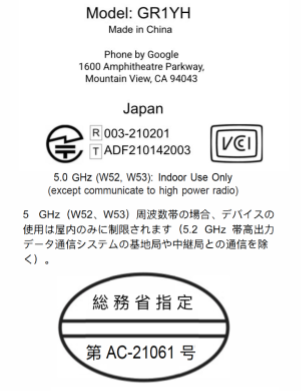 Model: GR1YH
Made in China
Phone by Google
1600 Amphitheatre Parkway,
Mountain View, CA 94043
Japan
R 003-210201
T ADF210142003
VCI
5.0 GHz (W52, W53): Indoor Use Only
(except communicate to high power radio)
5 GHz (W52、W53) 周波数帯の場合、デバイスの
使用は屋内のみに制限されます (5.2 GHz 帯高出力
データ通信システムの基地局や中継局との通信を除
く) 。
総務省指定
第 AC-21061 号